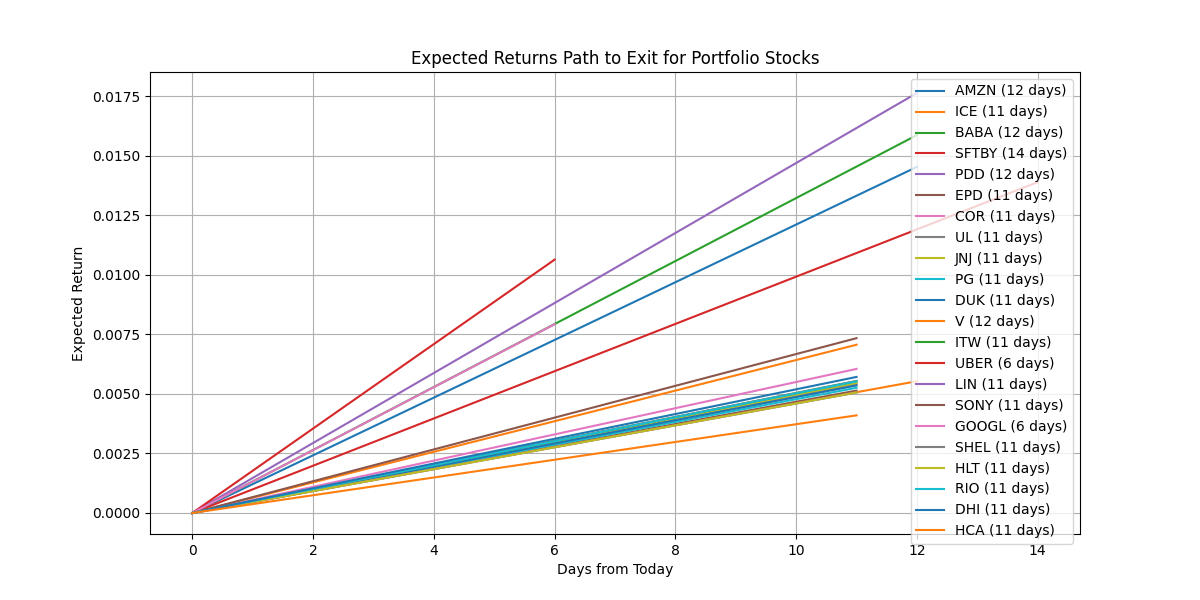 Expected Returns Path to Exit for Portfolio Stocks
Expected Return
0.0175
0.0150
0.0125
0.0100
0.0075
0.0050
0.0025
0.0000
AMZN (12 days)
ICE (11 days)
BABA (12 days)
SFTBY (14 days)
PDD (12 days)
EPD (11 days)
COR (11 days)
UL (11 days)
JNJ (11 days)
PG (11 days)
DUK (11 days)
V (12 days)
ITW (11 days)
UBER (6 days)
LIN (11 days)
SONY (11 days)
GOOGL (6 days)
SHEL (11 days)
HLT (11 days)
RIO (11 days)
DHI (11 days)
HCA (11 days)
0 2 4 6 8 10 12 14
Days from Today